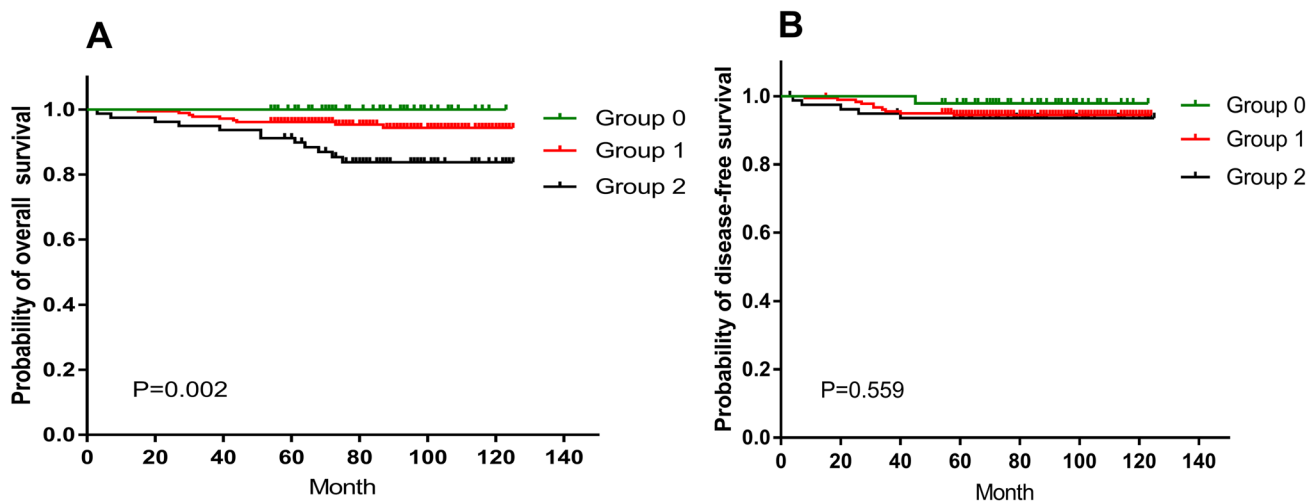 A
Probability of overall survival
1.0
0.8
0.6
0.4
0.2
0.0
0 20 40 60 80 100 120 140
Month
P=0.002
Group 0
Group 1
Group 2
B
Probability of disease-free survival
1.0
0.8
0.6
0.4
0.2
0.0
0 20 40 60 80 100 120 140
Month
P=0.559
Group 0
Group 1
Group 2